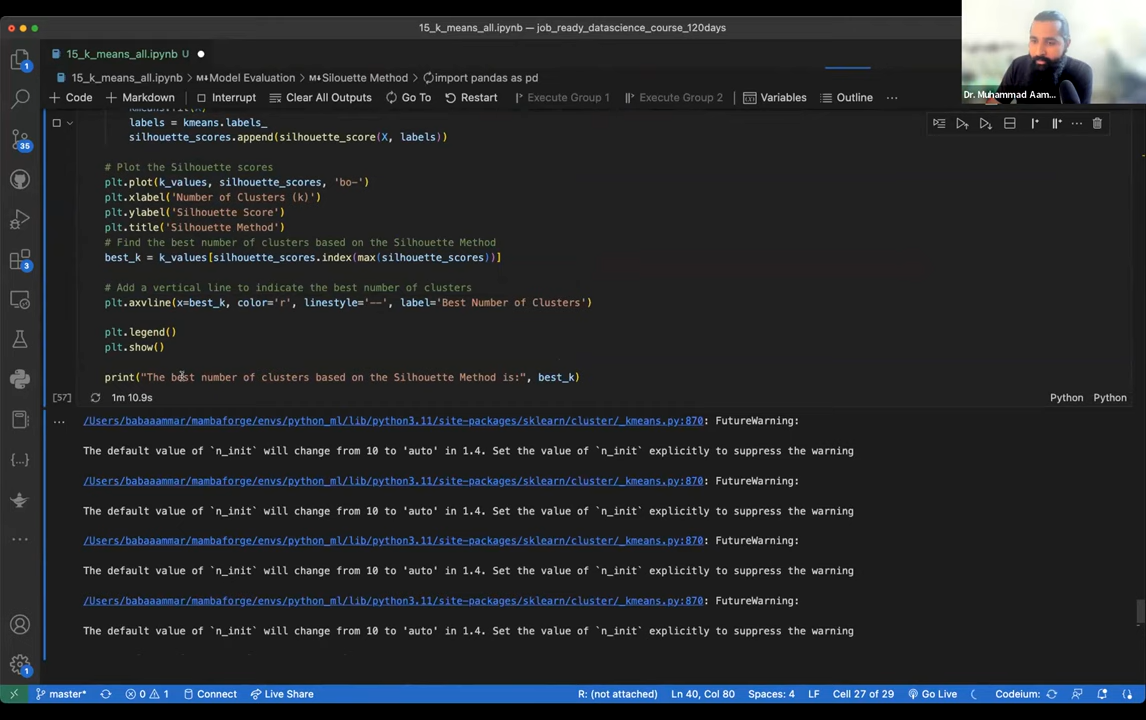 15_k_means_all.ipynb — job_ready_datascience_course_120days
15_k_means_all.ipynb U
15_k_means_all.ipynb > Model Evaluation > Silouette Method > import pandas as pd
+ Code + Markdown Interrupt Clear All Outputs Go To Restart Execute Group 1 Execute Group 2 Variables Outline ...
Dr. Muhammad Aam...
labels = kmeans.labels_
silhouette_scores.append(silhouette_score(X, labels))
# Plot the Silhouette scores
plt.plot(k_values, silhouette_scores, 'bo-')
plt.xlabel('Number of Clusters (k)')
plt.ylabel('Silhouette Score')
plt.title('Silhouette Method')
# Find the best number of clusters based on the Silhouette Method
best_k = k_values[silhouette_scores.index(max(silhouette_scores))]
# Add a vertical line to indicate the best number of clusters
plt.axvline(x=best_k, color='r', linestyle='--', label='Best Number of Clusters')
plt.legend()
plt.show()
print("The best number of clusters based on the Silhouette Method is:", best_k)
[57] 1m 10.9s Python Python
/Users/babaaammar/mambaforge/envs/python_ml/lib/python3.11/site-packages/sklearn/cluster/_kmeans.py:870: FutureWarning:
The default value of `n_init` will change from 10 to 'auto' in 1.4. Set the value of `n_init` explicitly to suppress the warning
/Users/babaaammar/mambaforge/envs/python_ml/lib/python3.11/site-packages/sklearn/cluster/_kmeans.py:870: FutureWarning:
The default value of `n_init` will change from 10 to 'auto' in 1.4. Set the value of `n_init` explicitly to suppress the warning
/Users/babaaammar/mambaforge/envs/python_ml/lib/python3.11/site-packages/sklearn/cluster/_kmeans.py:870: FutureWarning:
The default value of `n_init` will change from 10 to 'auto' in 1.4. Set the value of `n_init` explicitly to suppress the warning
/Users/babaaammar/mambaforge/envs/python_ml/lib/python3.11/site-packages/sklearn/cluster/_kmeans.py:870: FutureWarning:
The default value of `n_init` will change from 10 to 'auto' in 1.4. Set the value of `n_init` explicitly to suppress the warning
1
35
3
1
master* 0 1 Connect Live Share R: (not attached) Ln 40, Col 80 Spaces: 4 LF Cell 27 of 29 Go Live Codeium: